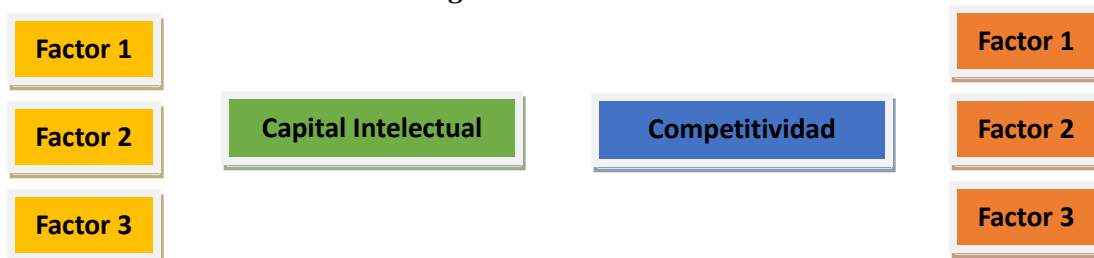 Factor 1
Factor 2
Factor 3
Capital Intelectual
Competitividad
Factor 1
Factor 2
Factor 3